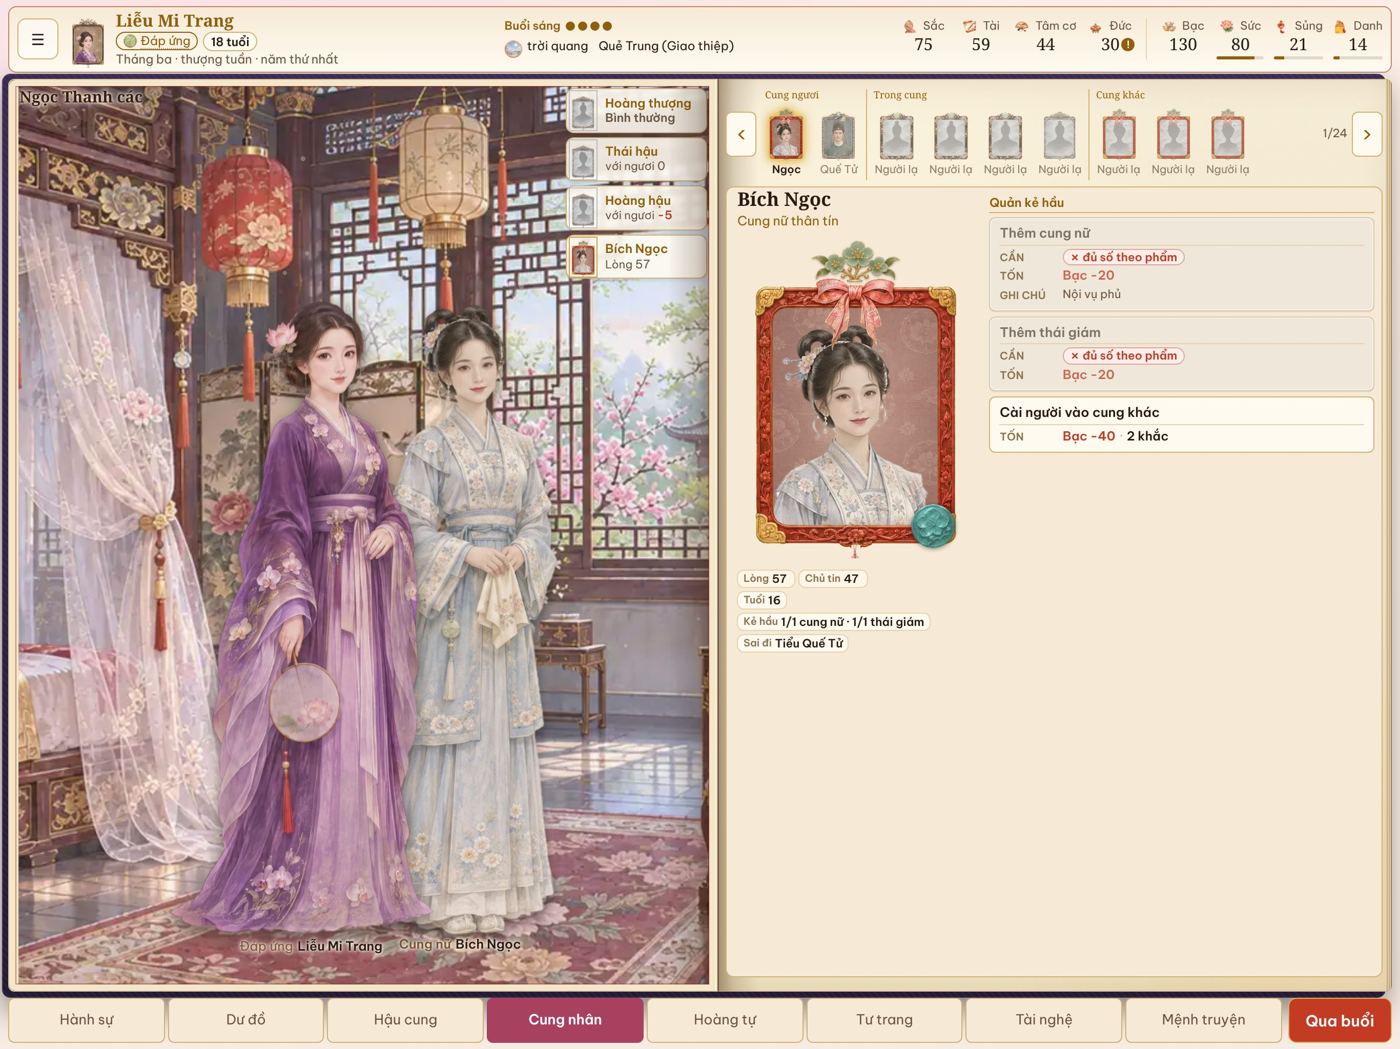 Liễu Mi Trang
Đáp ứng 18 tuổi
Tháng ba · thượng tuần · năm thứ nhất
Buổi sáng
trời quang Quẻ Trung (Giao thiệp)
Sắc Tài Tâm cơ Đức Bạc Sức Sủng Danh
75 59 44 30 ! 130 80 21 14
Ngọc Thanh các
Hoàng thượng
Bình thường
Thái hậu
với ngươi 0
Hoàng hậu
với ngươi -5
Bích Ngọc
Lòng 57
Đáp ứng Liễu Mi Trang
Cung nữ Bích Ngọc
Cung ngươi Trong cung Cung khác
1/24
Ngọc Quế Tử Người lạ Người lạ Người lạ Người lạ Người lạ Người lạ Người lạ
Bích Ngọc
Cung nữ thân tín
Lòng 57 Chủ tin 47
Tuổi 16
Kẻ hầu 1/1 cung nữ · 1/1 thái giám
Sai đi Tiểu Quế Tử
Quản kẻ hầu
Thêm cung nữ
CẦN × đủ số theo phẩm
TỐN Bạc -20
GHI CHÚ Nội vụ phủ
Thêm thái giám
CẦN × đủ số theo phẩm
TỐN Bạc -20
Cài người vào cung khác
TỐN Bạc -40 · 2 khắc
Hành sự Dư đồ Hậu cung Cung nhân Hoàng tự Tư trang Tài nghệ Mệnh truyện Qua buổi